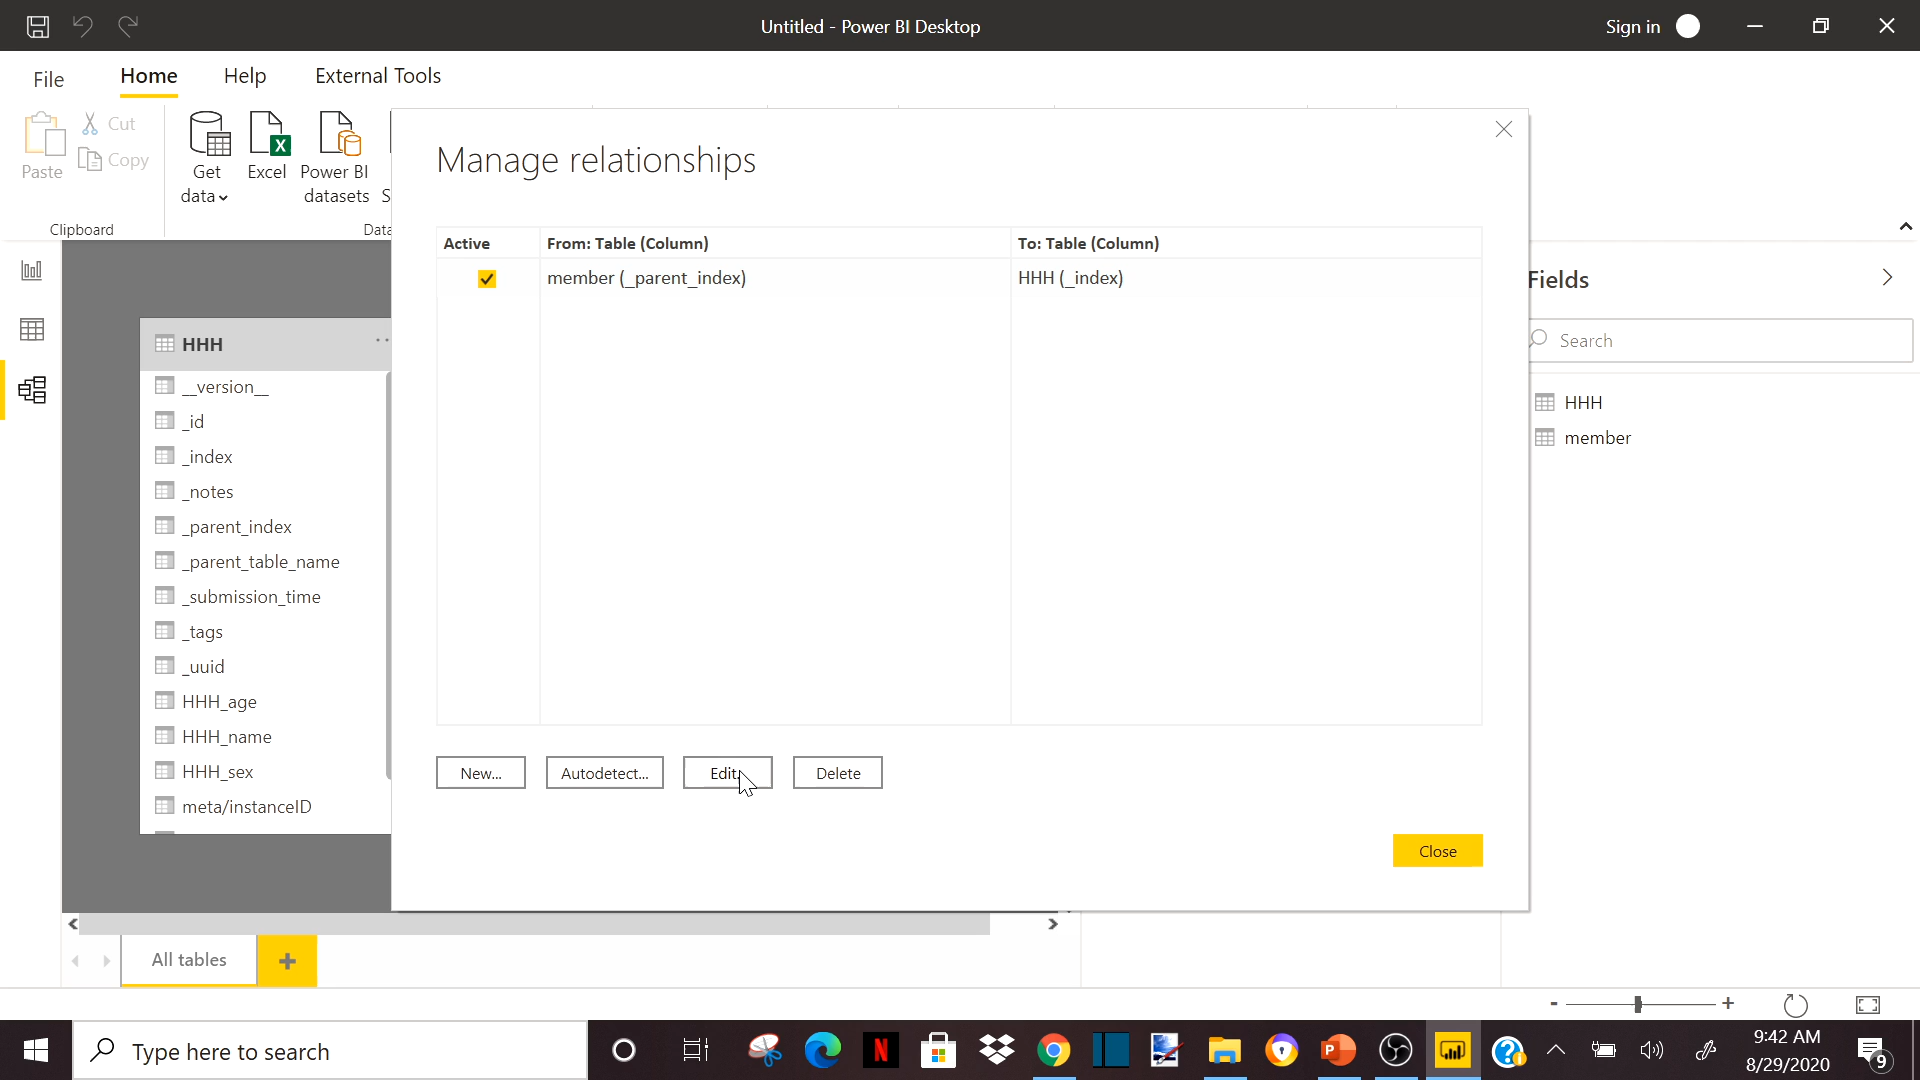 Untitled - Power BI Desktop
Sign in
File
Home
Help
External Tools
Paste
Cut
Copy
Clipboard
Get data
Excel
Power BI datasets
S
Data
Manage relationships
Active
From: Table (Column)
To: Table (Column)
member (_parent_index)
HHH (_index)
New...
Autodetect...
Edit
Delete
Close
HHH
__version__
_id
_index
_notes
_parent_index
_parent_table_name
_submission_time
_tags
_uuid
HHH_age
HHH_name
HHH_sex
meta/instanceID
Fields
Search
HHH
member
All tables
Type here to search
9:42 AM
8/29/2020
9